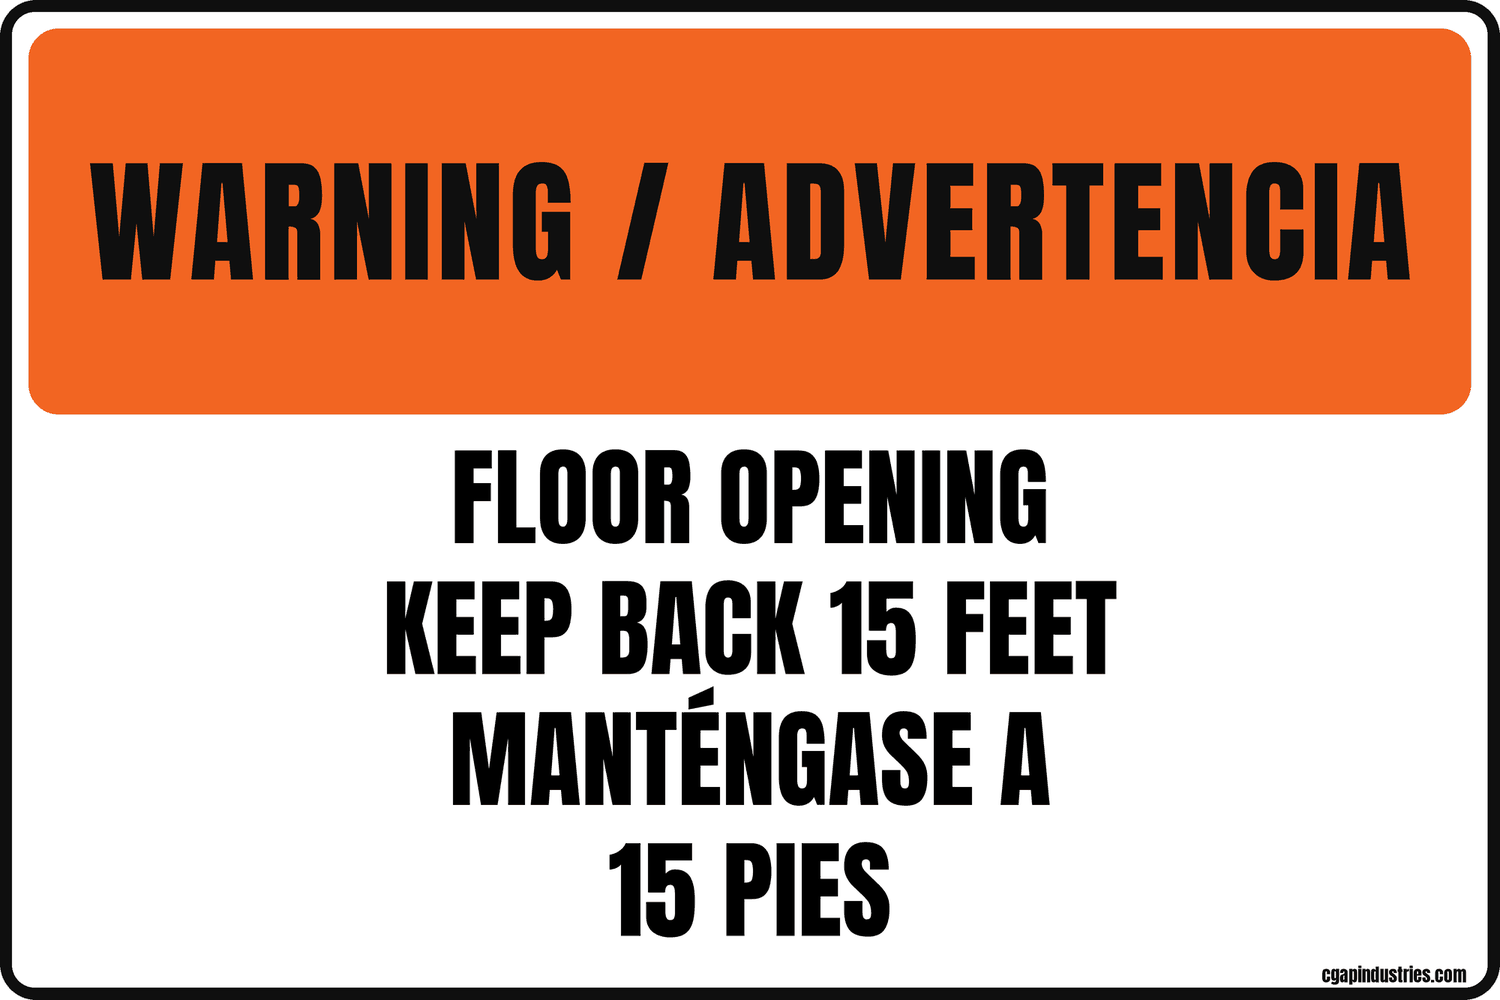 WARNING / ADVERTENCIA
FLOOR OPENING
KEEP BACK 15 FEET
MANTÉNGASE A
15 PIES
cgapindustries.com